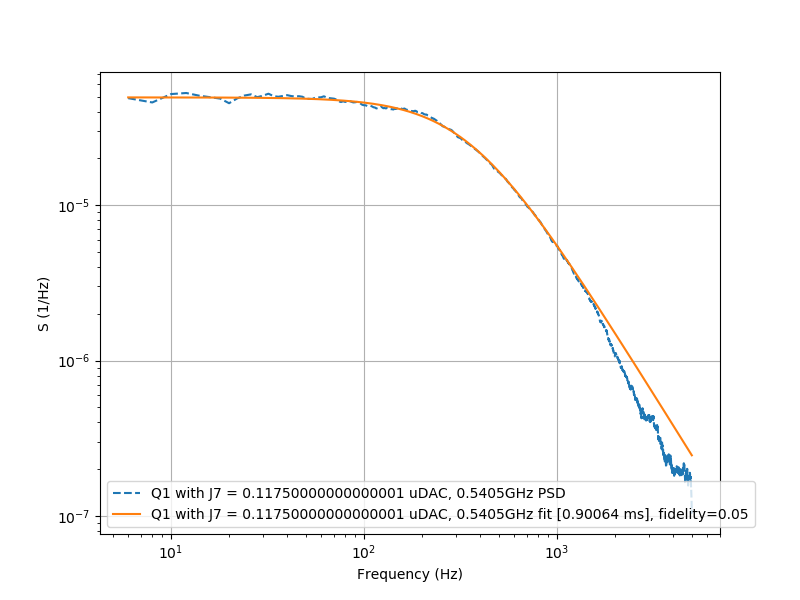 10⁻⁵
10⁻⁶
10⁻⁷
S (1/Hz)
Q1 with J7 = 0.11750000000000001 uDAC, 0.5405GHz PSD
Q1 with J7 = 0.11750000000000001 uDAC, 0.5405GHz fit [0.90064 ms], fidelity=0.05
10¹ 10² 10³
Frequency (Hz)